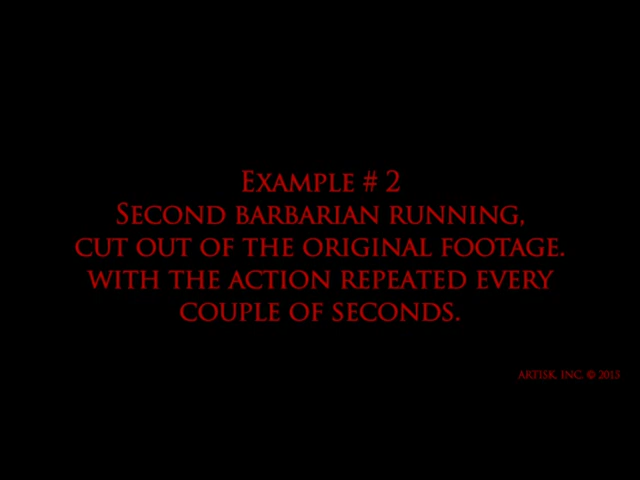 Example # 2
Second barbarian running,
cut out of the original footage.
with the action repeated every
couple of seconds.
ARTISK, INC. © 2015